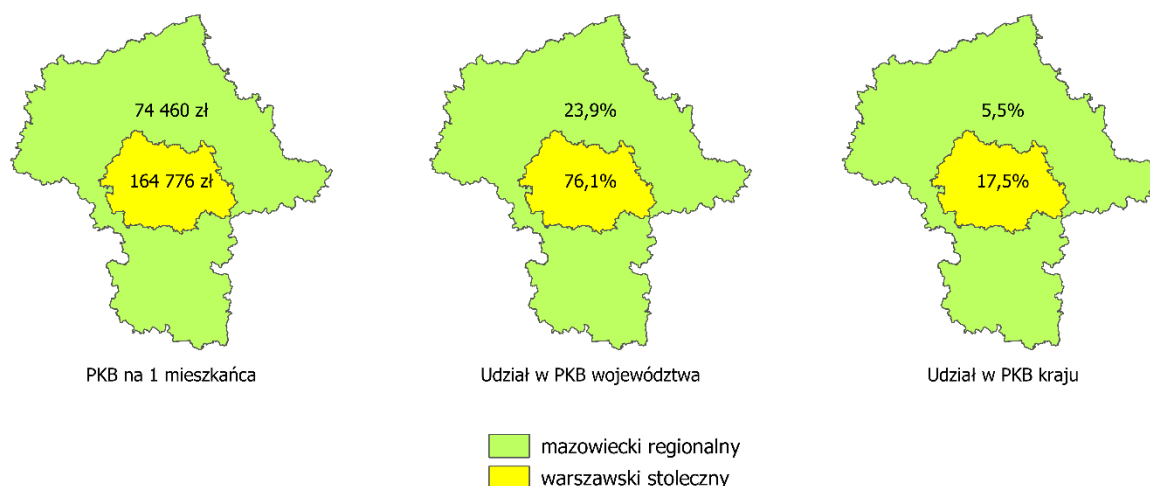 74 460 zł
164 776 zł
PKB na 1 mieszkańca
23,9%
76,1%
Udział w PKB województwa
5,5%
17,5%
Udział w PKB kraju
mazowiecki regionalny
warszawski stołeczny